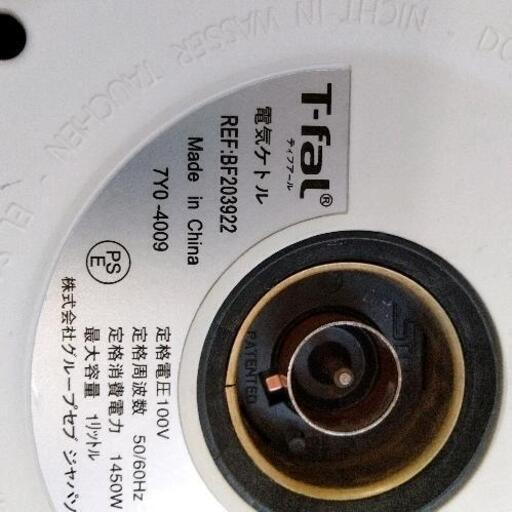 T-fal®
ティファール
電気ケトル
REF:BF203922
Made in China
7Y0-4009
PS
E
定格電圧100V
定格周波数 50/60Hz
定格消費電力 1450W
最大容量 1リットル
株式会社グループセブ ジャパン
NICHT IN WASSER TAUCHEN
PATENTED